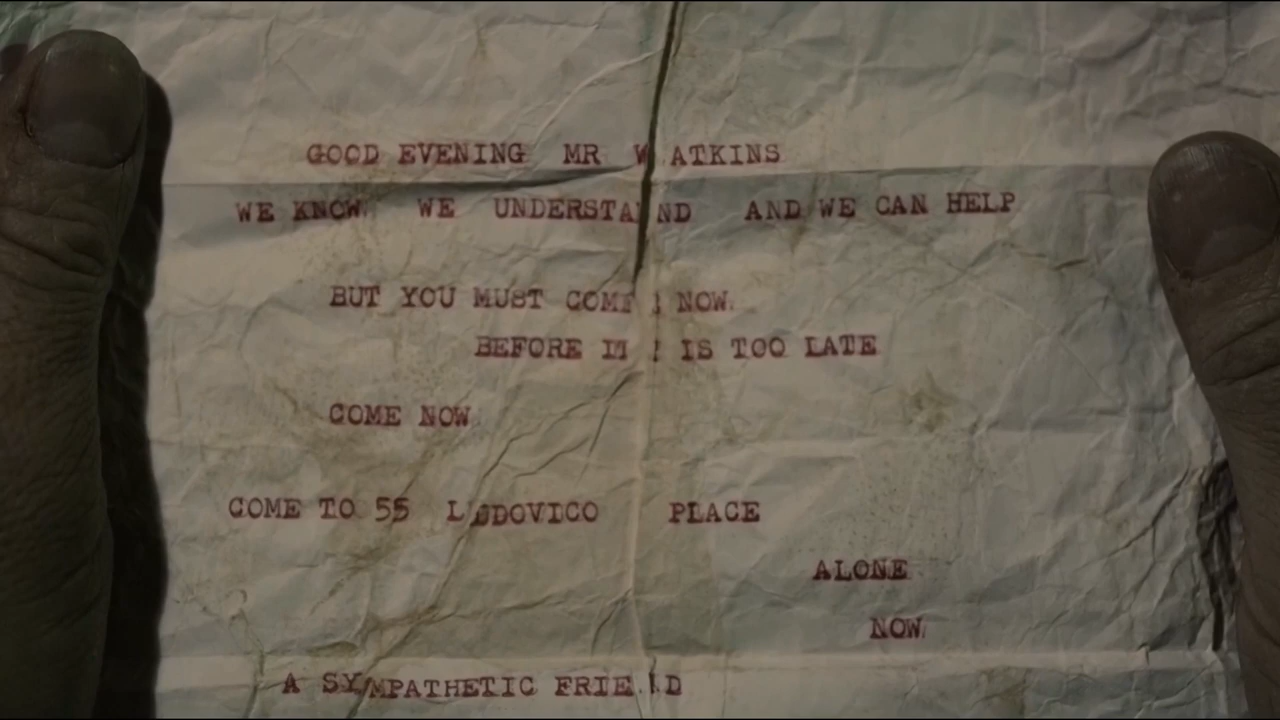 GOOD EVENING MR WATKINS
WE KNOW WE UNDERSTAND AND WE CAN HELP
BUT YOU MUST COME NOW
BEFORE IT IS TOO LATE
COME NOW
COME TO 55 LUDOVICO PLACE
ALONE
NOW
A SYMPATHETIC FRIEND